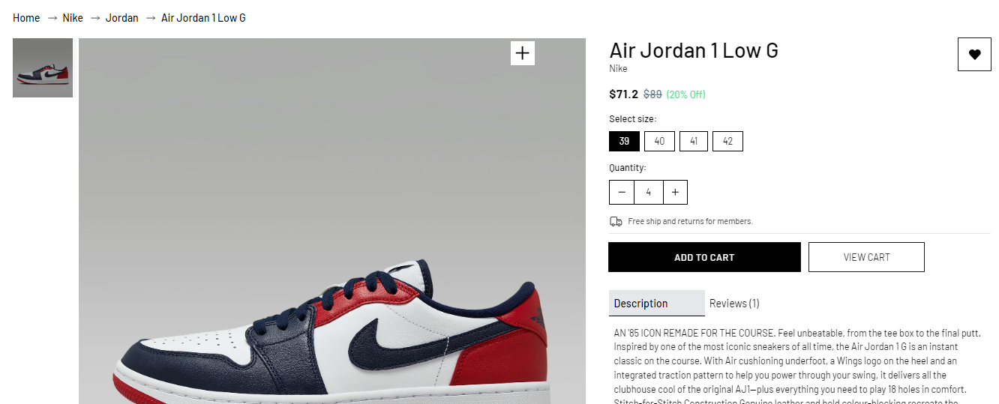 Home → Nike → Jordan → Air Jordan 1 Low G
Air Jordan 1 Low G
Nike
$71.2 $89 (20% Off)
Select size:
39 40 41 42
Quantity:
− 4 +
Free ship and returns for members.
ADD TO CART VIEW CART
Description Reviews (1)
AN '85 ICON REMADE FOR THE COURSE. Feel unbeatable, from the tee box to the final putt.
Inspired by one of the most iconic sneakers of all time, the Air Jordan 1 G is an instant
classic on the course. With Air cushioning underfoot, a Wings logo on the heel and an
integrated traction pattern to help you power through your swing, it delivers all the
clubhouse cool of the original AJ1—plus everything you need to play 18 holes in comfort.
Stitch-for-Stitch Construction Genuine leather and bold colour-blocking recreate the